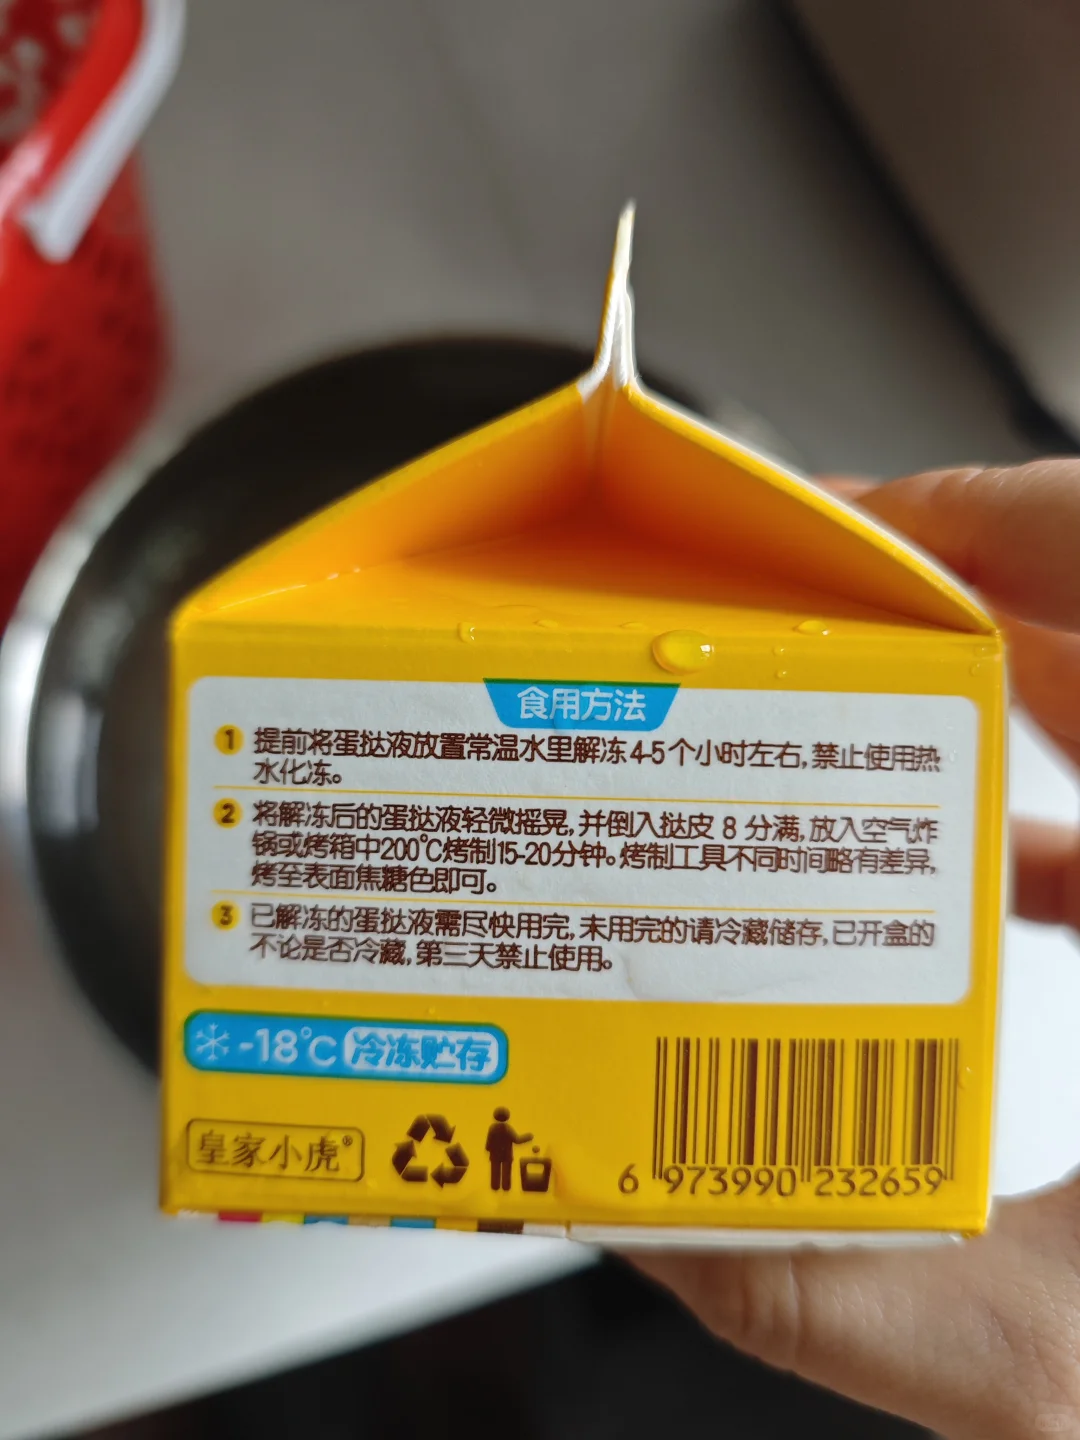 食用方法
1 提前将蛋挞液放置常温水里解冻4-5个小时左右,禁止使用热
水化冻。
2 将解冻后的蛋挞液轻微摇晃,并倒入挞皮 8 分满,放入空气炸
锅或烤箱中200℃烤制15-20分钟。烤制工具不同时间略有差异,
烤至表面焦糖色即可。
3 已解冻的蛋挞液需尽快用完,未用完的请冷藏储存,已开盒的
不论是否冷藏,第三天禁止使用。
-18℃ 冷冻贮存
皇家小虎®
6 973990 232659